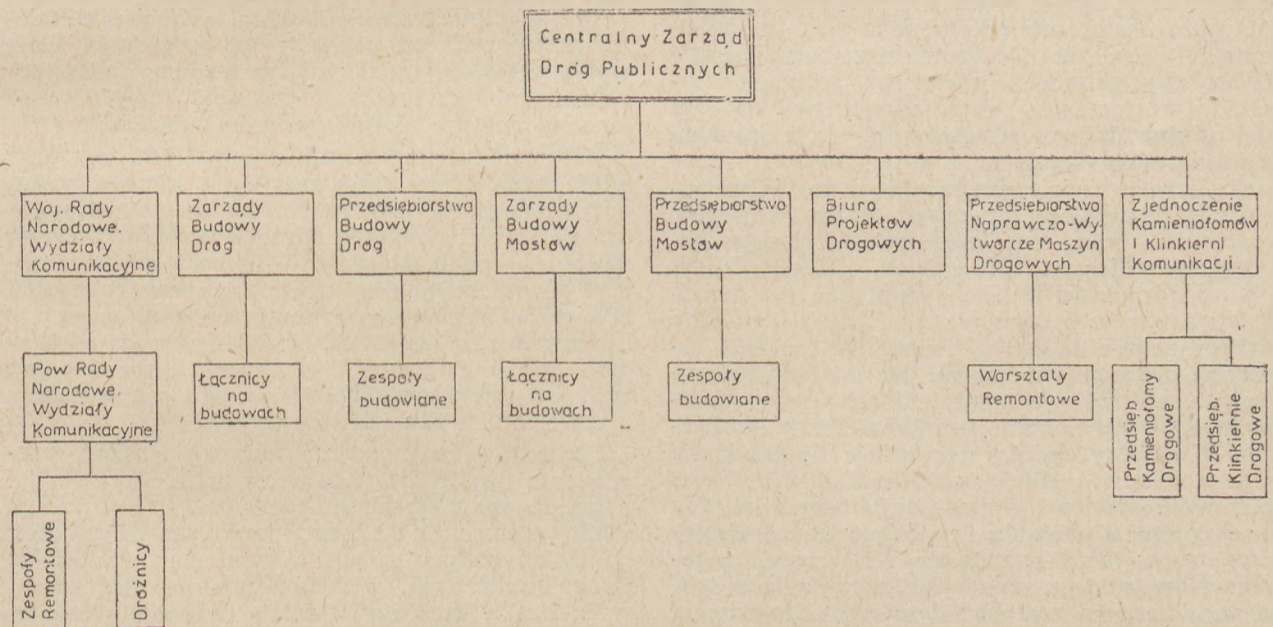 Centralny Zarząd
Dróg Publicznych
Woj. Rady
Narodowe.
Wydziały
Komunikacyjne
Zarządy
Budowy
Dróg
Przedsiębiorstwa
Budowy
Dróg
Zarządy
Budowy
Mostów
Przedsiębiorstwo
Budowy
Mostów
Biuro
Projektów
Drogowych
Przedsiębiorstwo
Naprawczo-Wy-
twórcze Maszyn
Drogowych
Zjednoczenie
Kamieniołomów
i Klinkierni
Komunikacji.
Pow Rady
Narodowe.
Wydziały
Komunikacyjne
Łącznicy
na
budowach
Zespoły
budowlane
Łącznicy
na
budowach
Zespoły
budowlane
Warsztaty
Remontowe
Przedsięb
Kamieniołomy
Drogowe
Przedsięb.
Klinkiernie
Drogowe
Zespoły
Remontowe
Dróżnicy